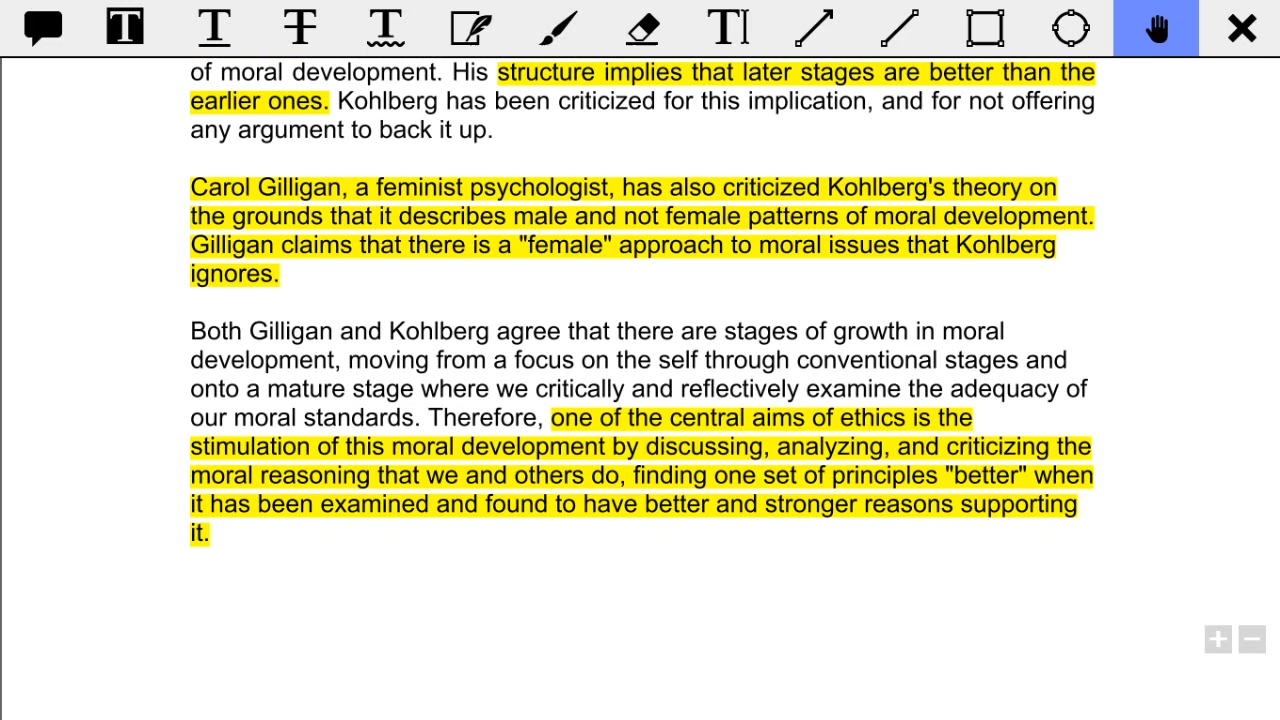 of moral development. His structure implies that later stages are better than the
earlier ones. Kohlberg has been criticized for this implication, and for not offering
any argument to back it up.
Carol Gilligan, a feminist psychologist, has also criticized Kohlberg's theory on
the grounds that it describes male and not female patterns of moral development.
Gilligan claims that there is a "female" approach to moral issues that Kohlberg
ignores.
Both Gilligan and Kohlberg agree that there are stages of growth in moral
development, moving from a focus on the self through conventional stages and
onto a mature stage where we critically and reflectively examine the adequacy of
our moral standards. Therefore, one of the central aims of ethics is the
stimulation of this moral development by discussing, analyzing, and criticizing the
moral reasoning that we and others do, finding one set of principles "better" when
it has been examined and found to have better and stronger reasons supporting
it.